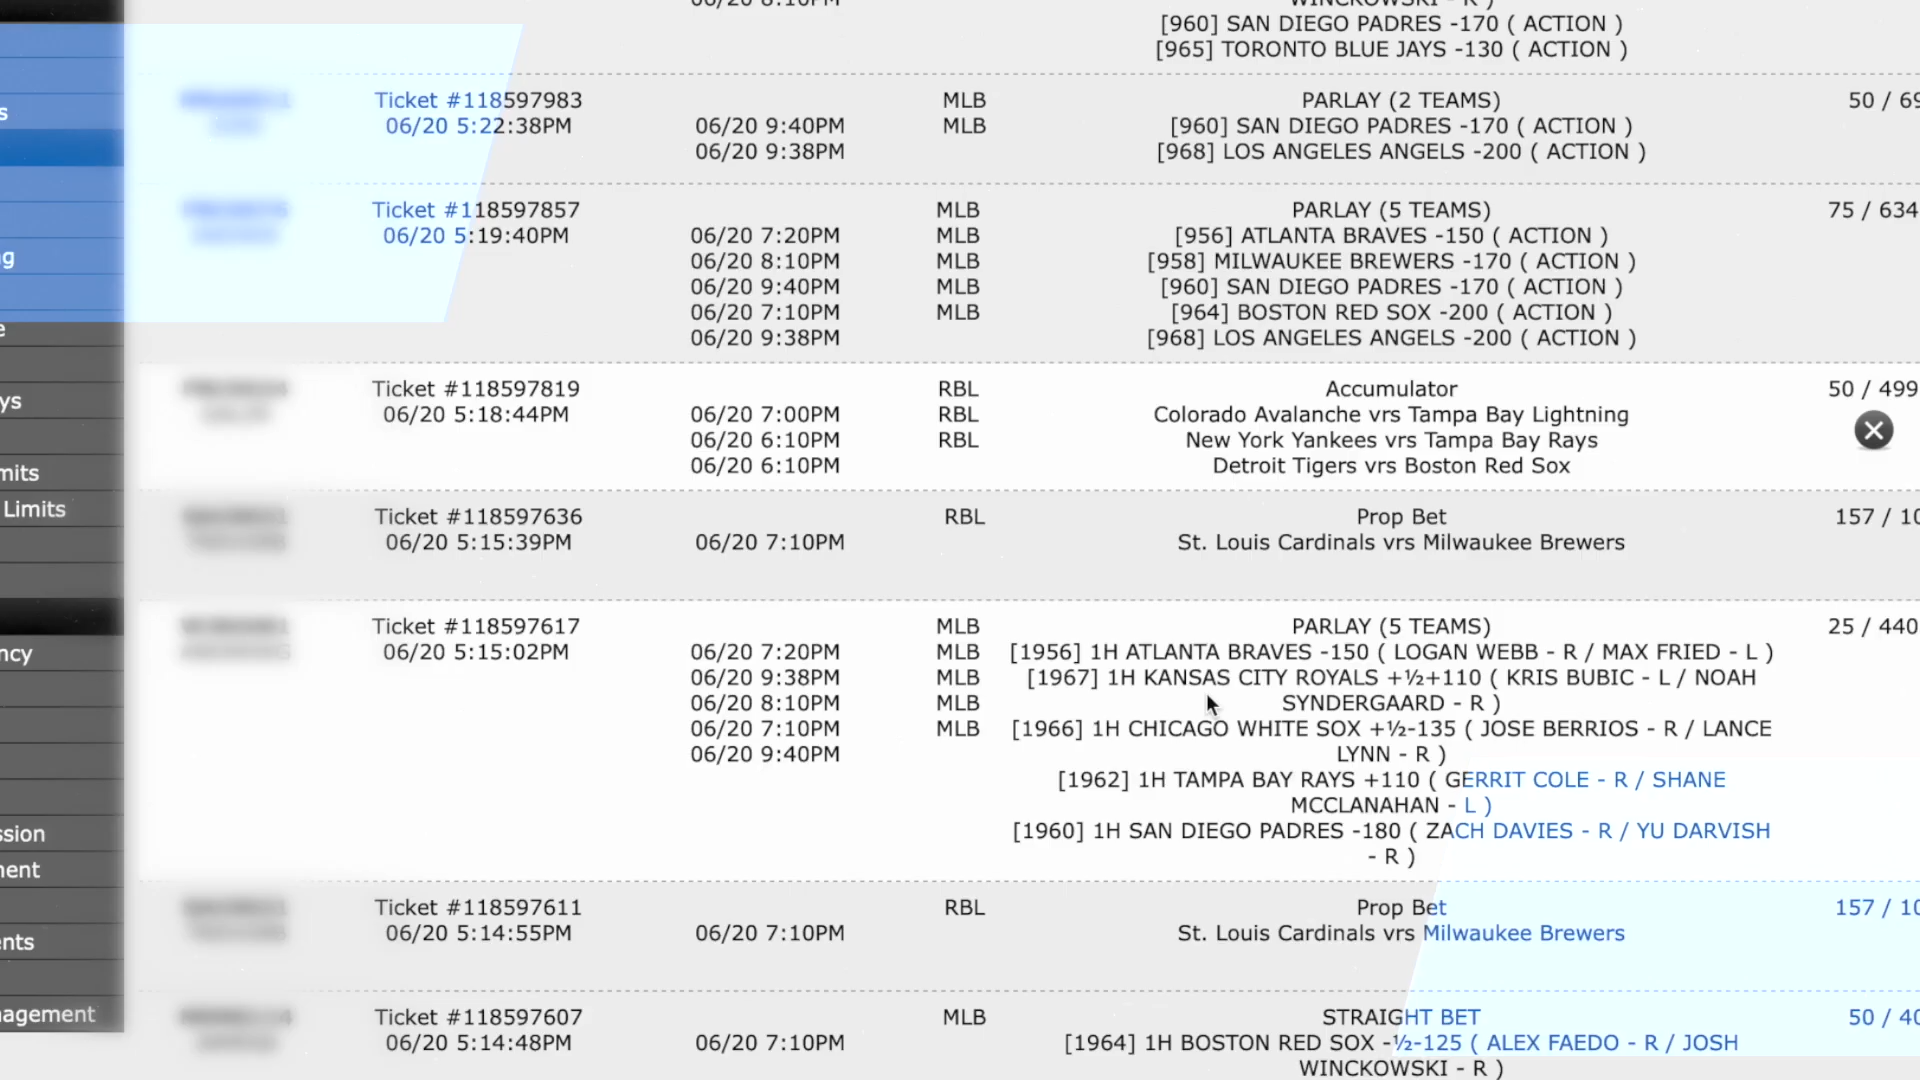 [960] SAN DIEGO PADRES -170 ( ACTION )
[965] TORONTO BLUE JAYS -130 ( ACTION )
Ticket #118597983 MLB PARLAY (2 TEAMS) 50 / 69
06/20 5:22:38PM 06/20 9:40PM MLB [960] SAN DIEGO PADRES -170 ( ACTION )
06/20 9:38PM [968] LOS ANGELES ANGELS -200 ( ACTION )
Ticket #118597857 MLB PARLAY (5 TEAMS) 75 / 634
06/20 5:19:40PM 06/20 7:20PM MLB [956] ATLANTA BRAVES -150 ( ACTION )
06/20 8:10PM MLB [958] MILWAUKEE BREWERS -170 ( ACTION )
06/20 9:40PM MLB [960] SAN DIEGO PADRES -170 ( ACTION )
06/20 7:10PM MLB [964] BOSTON RED SOX -200 ( ACTION )
06/20 9:38PM [968] LOS ANGELES ANGELS -200 ( ACTION )
Ticket #118597819 RBL Accumulator 50 / 499
06/20 5:18:44PM 06/20 7:00PM RBL Colorado Avalanche vrs Tampa Bay Lightning
06/20 6:10PM RBL New York Yankees vrs Tampa Bay Rays
06/20 6:10PM Detroit Tigers vrs Boston Red Sox
mits
Limits
Ticket #118597636 RBL Prop Bet 157 / 10
06/20 5:15:39PM 06/20 7:10PM St. Louis Cardinals vrs Milwaukee Brewers
Ticket #118597617 MLB PARLAY (5 TEAMS) 25 / 440
06/20 5:15:02PM 06/20 7:20PM MLB [1956] 1H ATLANTA BRAVES -150 ( LOGAN WEBB - R / MAX FRIED - L )
06/20 9:38PM MLB [1967] 1H KANSAS CITY ROYALS +½+110 ( KRIS BUBIC - L / NOAH
06/20 8:10PM MLB SYNDERGAARD - R )
06/20 7:10PM MLB [1966] 1H CHICAGO WHITE SOX +½-135 ( JOSE BERRIOS - R / LANCE
06/20 9:40PM LYNN - R )
[1962] 1H TAMPA BAY RAYS +110 ( GERRIT COLE - R / SHANE
MCCLANAHAN - L )
[1960] 1H SAN DIEGO PADRES -180 ( ZACH DAVIES - R / YU DARVISH
- R )
ncy
ssion
nent
nts
nagement
Ticket #118597611 RBL Prop Bet 157 / 10
06/20 5:14:55PM 06/20 7:10PM St. Louis Cardinals vrs Milwaukee Brewers
Ticket #118597607 MLB STRAIGHT BET 50 / 40
06/20 5:14:48PM 06/20 7:10PM [1964] 1H BOSTON RED SOX -½-125 ( ALEX FAEDO - R / JOSH
WINCKOWSKI - R )